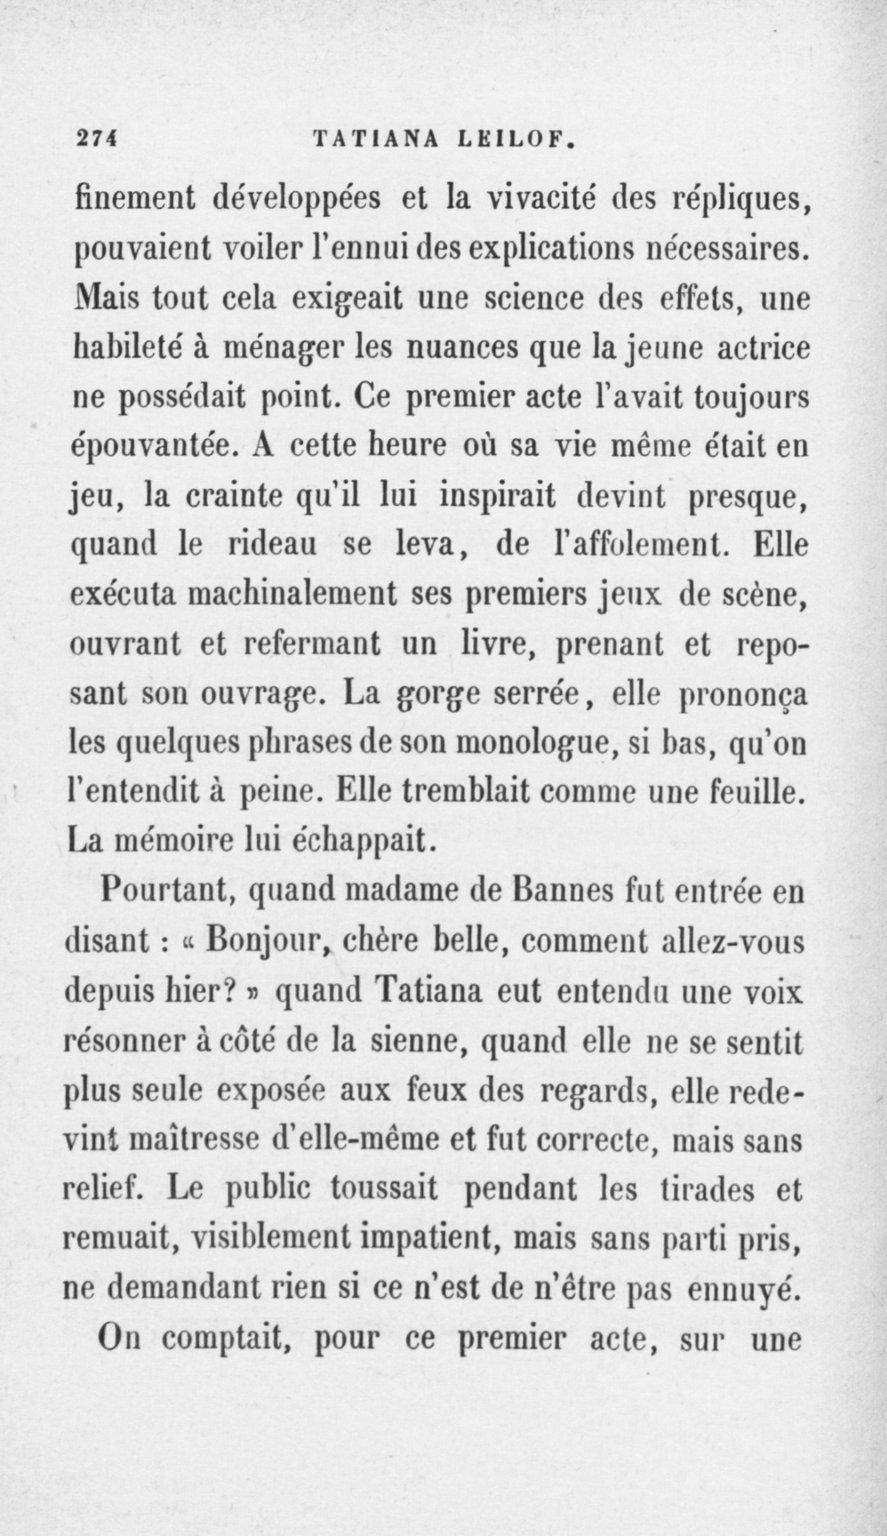 274 TATIANA LEILOF.
finement développées et la vivacité des répliques,
pouvaient voiler l'ennui des explications nécessaires.
Mais tout cela exigeait une science des effets, une
habileté à ménager les nuances que la jeune actrice
ne possédait point. Ce premier acte l'avait toujours
épouvantée. A cette heure où sa vie même était en
jeu, la crainte qu'il lui inspirait devint presque,
quand le rideau se leva, de l'affolement. Elle
exécuta machinalement ses premiers jeux de scène,
ouvrant et refermant un livre, prenant et repo-
sant son ouvrage. La gorge serrée, elle prononça
les quelques phrases de son monologue, si bas, qu'on
l'entendit à peine. Elle tremblait comme une feuille.
La mémoire lui échappait.
Pourtant, quand madame de Bannes fut entrée en
disant : « Bonjour, chère belle, comment allez-vous
depuis hier? » quand Tatiana eut entendu une voix
résonner à côté de la sienne, quand elle ne se sentit
plus seule exposée aux feux des regards, elle rede-
vint maîtresse d'elle-même et fut correcte, mais sans
relief. Le public toussait pendant les tirades et
remuait, visiblement impatient, mais sans parti pris,
ne demandant rien si ce n'est de n'être pas ennuyé.
On comptait, pour ce premier acte, sur une